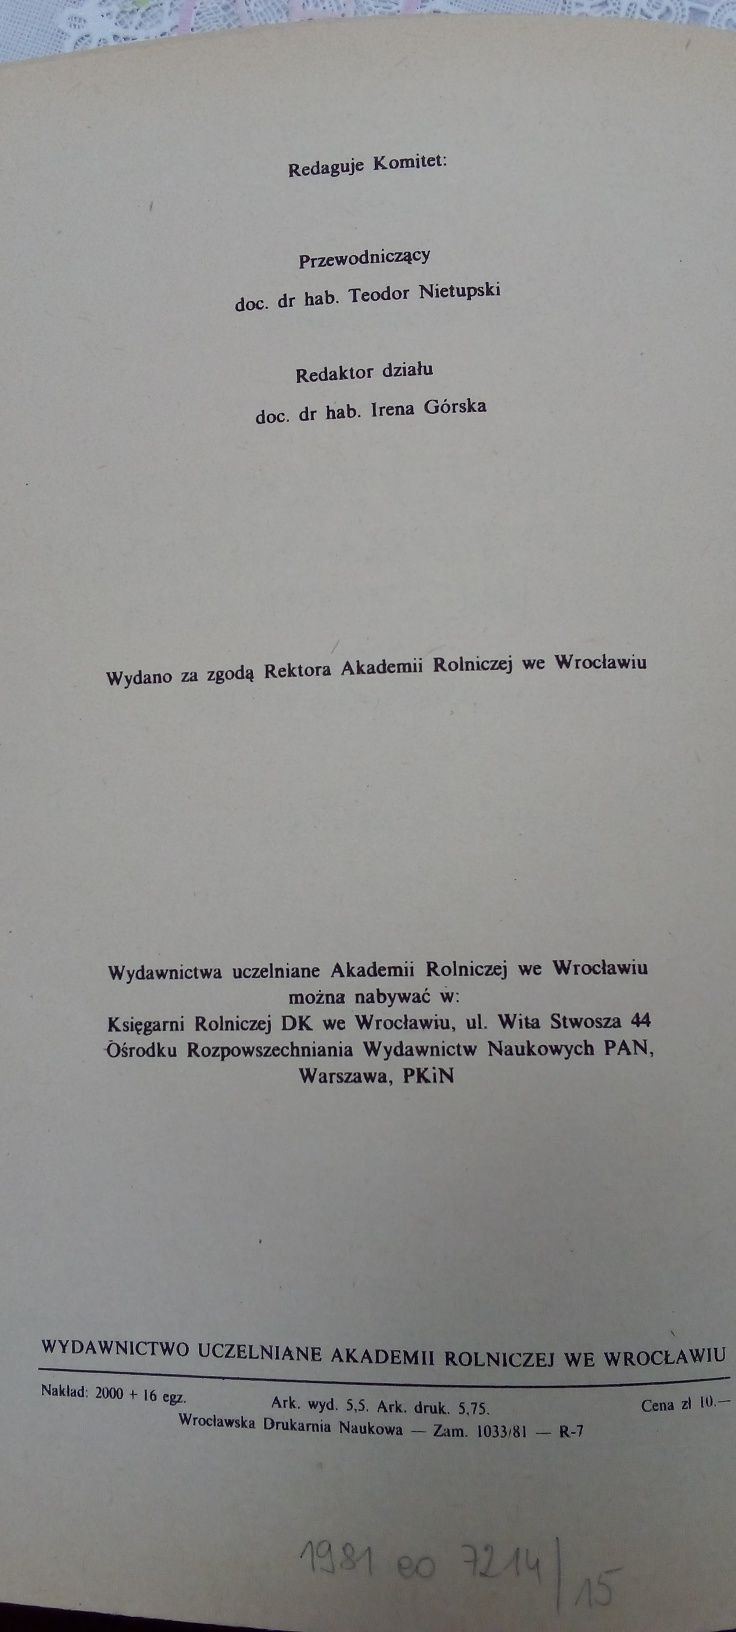 Redaguje Komitet:
Przewodniczący
doc. dr hab. Teodor Nietupski
Redaktor działu
doc. dr hab. Irena Górska
Wydano za zgodą Rektora Akademii Rolniczej we Wrocławiu
Wydawnictwa uczelniane Akademii Rolniczej we Wrocławiu
można nabywać w:
Księgarni Rolniczej DK we Wrocławiu, ul. Wita Stwosza 44
Ośrodku Rozpowszechniania Wydawnictw Naukowych PAN,
Warszawa, PKiN
WYDAWNICTWO UCZELNIANE AKADEMII ROLNICZEJ WE WROCŁAWIU
Nakład: 2000 + 16 egz. Ark. wyd. 5,5. Ark. druk. 5,75. Cena zł 10.—
Wrocławska Drukarnia Naukowa — Zam. 1033/81 — R-7
1981 eo 7214/15